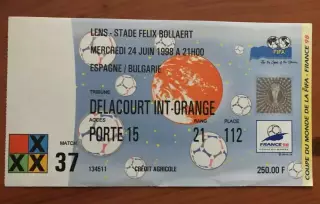 LENS - STADE FELIX BOLLAERT
MERCREDI 24 JUIN 1998 A 21H00
ESPAGNE / BULGARIE
TRIBUNE
DELACOURT INT-ORANGE
ACCES RANG PLACE
PORTE 15 21 112
MATCH
37
134511 CRÉDIT AGRICOLE 250.00 F
FIFA
FRANCE 98
COUPE DU MONDE DE LA FIFA - FRANCE 98